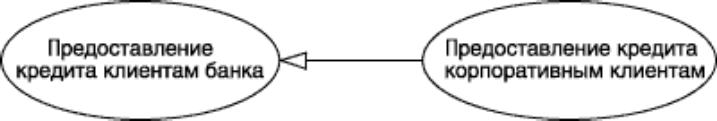 Предоставление
кредита клиентам банка
Предоставление кредита
корпоративным клиентам